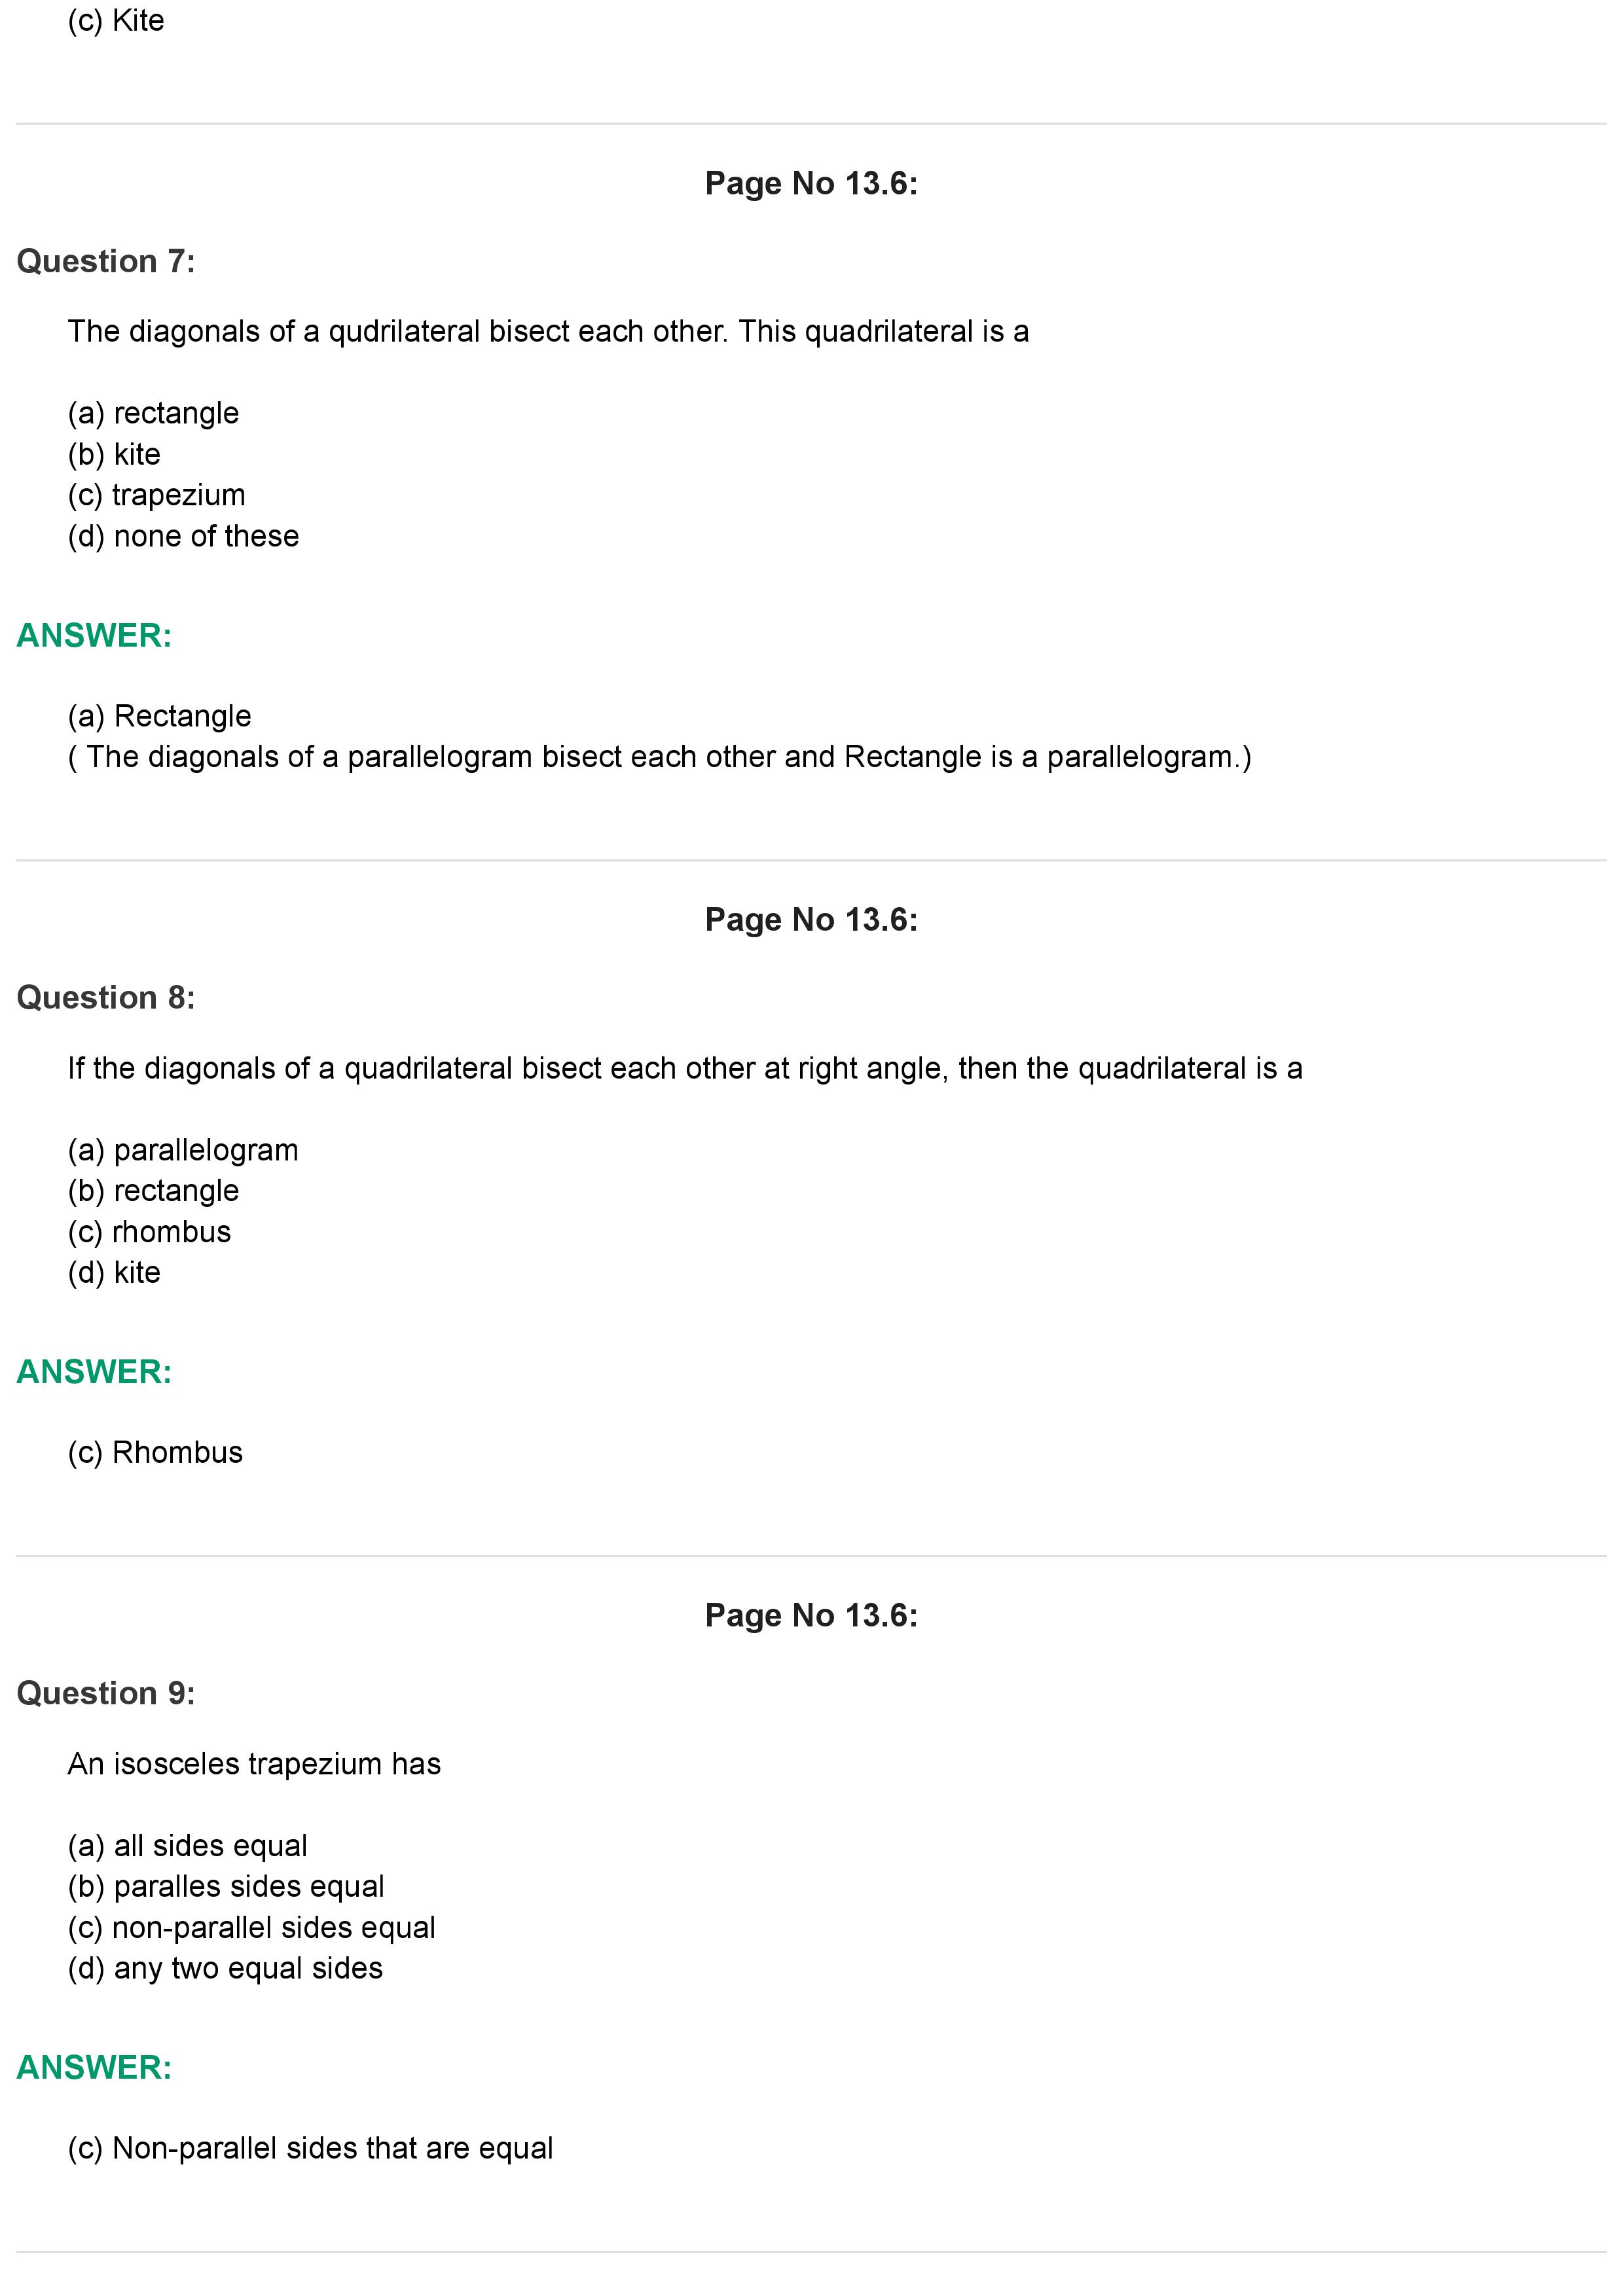 (c) Kite
Page No 13.6:
Question 7:
The diagonals of a qudrilateral bisect each other. This quadrilateral is a
(a) rectangle
(b) kite
(c) trapezium
(d) none of these
ANSWER:
(a) Rectangle
( The diagonals of a parallelogram bisect each other and Rectangle is a parallelogram.)
Page No 13.6:
Question 8:
If the diagonals of a quadrilateral bisect each other at right angle, then the quadrilateral is a
(a) parallelogram
(b) rectangle
(c) rhombus
(d) kite
ANSWER:
(c) Rhombus
Page No 13.6:
Question 9:
An isosceles trapezium has
(a) all sides equal
(b) paralles sides equal
(c) non-parallel sides equal
(d) any two equal sides
ANSWER:
(c) Non-parallel sides that are equal